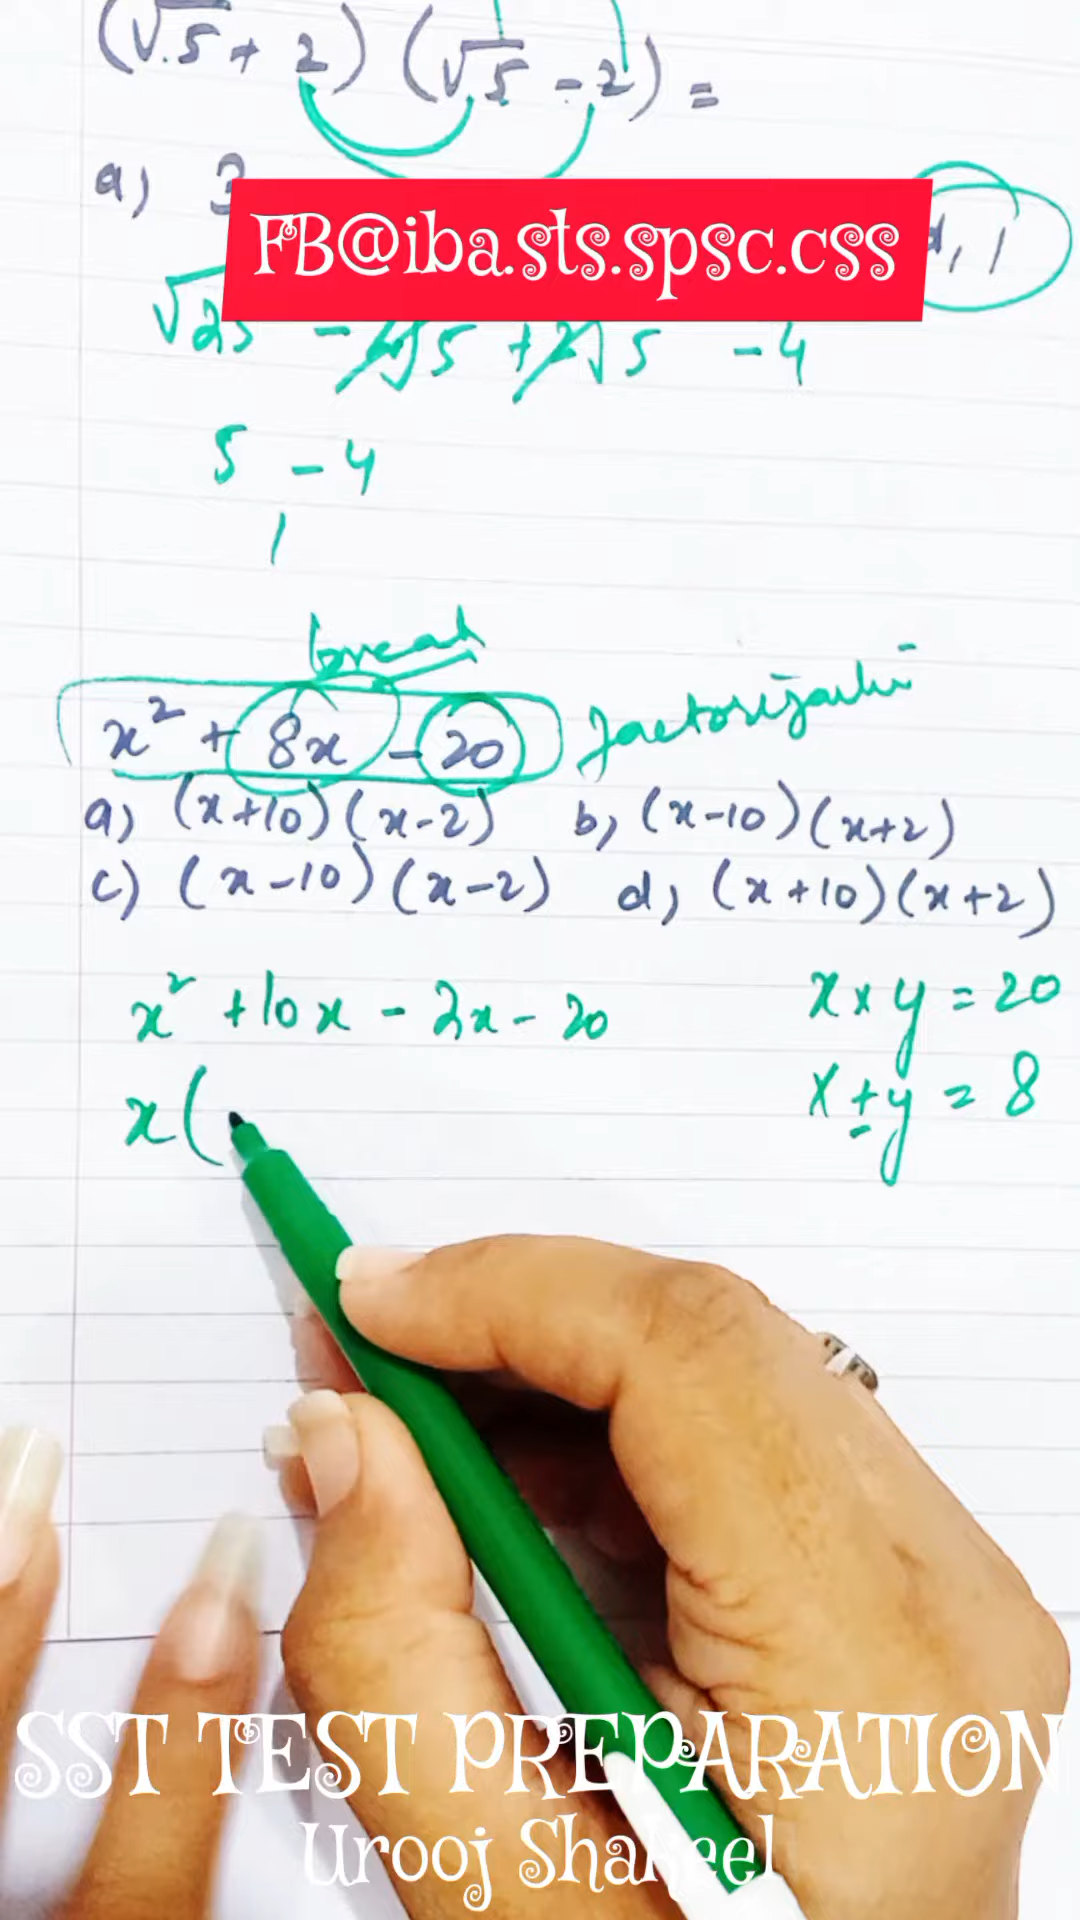 (√5 + 2) (√5 - 2) =
a) 3
FB@iba.sts.spsc.css
d, 1
√25 - 2√5 + 2√5 - 4
5 - 4
1
break
x² + 8x - 20
a) (x+10)(x-2) b) (x-10)(x+2)
c) (x-10)(x-2) d) (x+10)(x+2)
x² + 10x - 2x - 20 x × y = 20
x ( x + y = 8
SST TEST PREPARATION
Urooj Shakeel